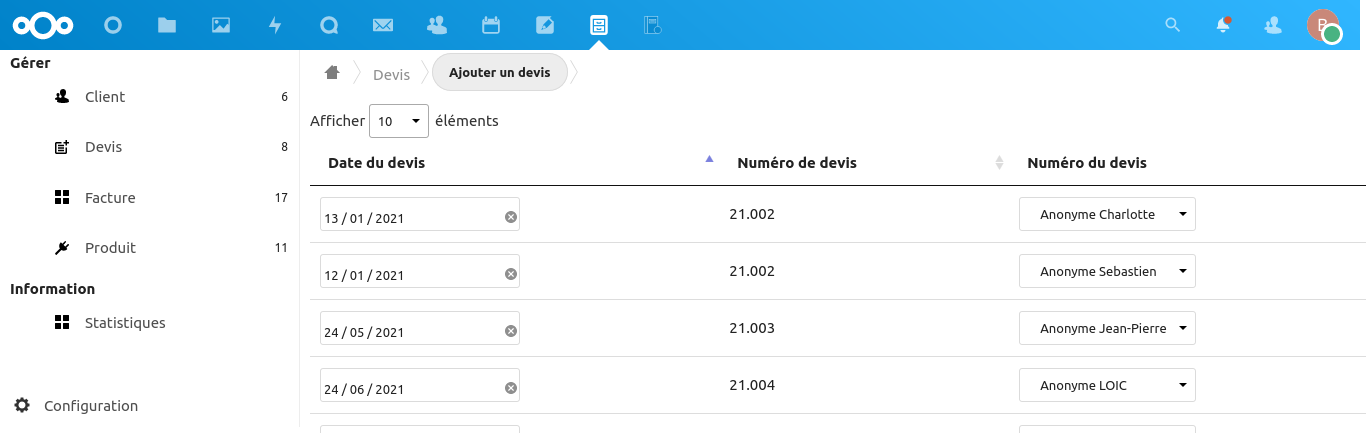 B
Gérer
Client 6
Devis 8
Facture 17
Produit 11
Information
Statistiques
Configuration
Devis Ajouter un devis
Afficher 10 éléments
Date du devis Numéro de devis Numéro du devis
13 / 01 / 2021 21.002 Anonyme Charlotte
12 / 01 / 2021 21.002 Anonyme Sebastien
24 / 05 / 2021 21.003 Anonyme Jean-Pierre
24 / 06 / 2021 21.004 Anonyme LOIC